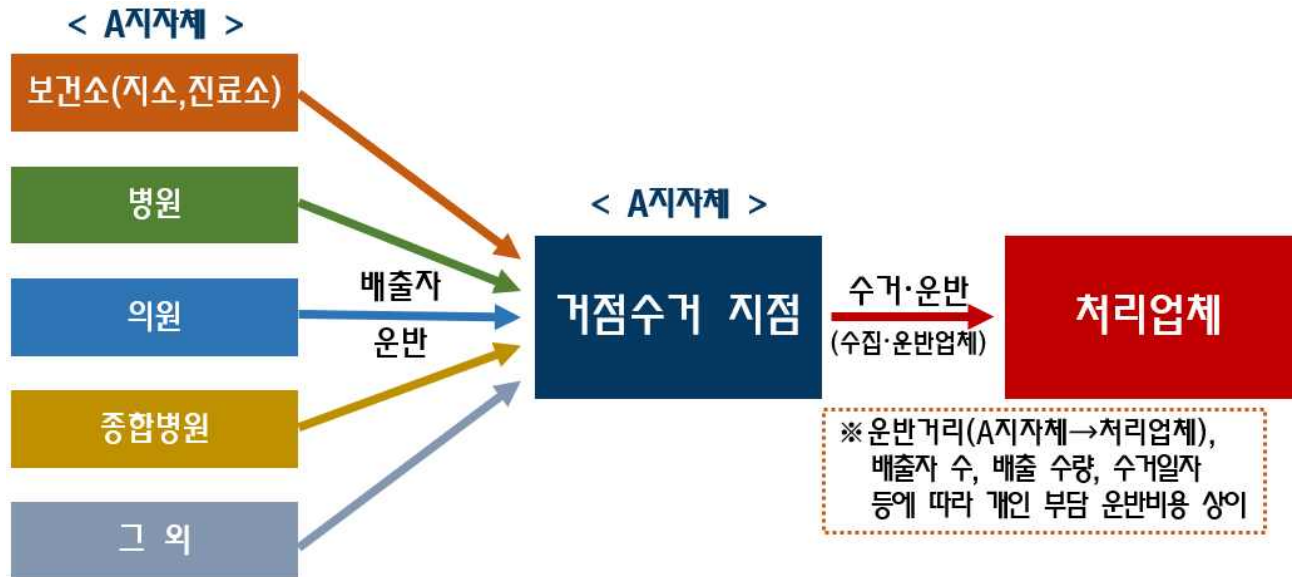 < A지자체 >
보건소(지소,진료소)
병원
의원
종합병원
그 외
배출자
운반
< A지자체 >
거점수거 지점
수거·운반
(수집·운반업체)
처리업체
※운반거리(A지자체→처리업체),
배출자 수, 배출 수량, 수거일자
등에 따라 개인 부담 운반비용 상이